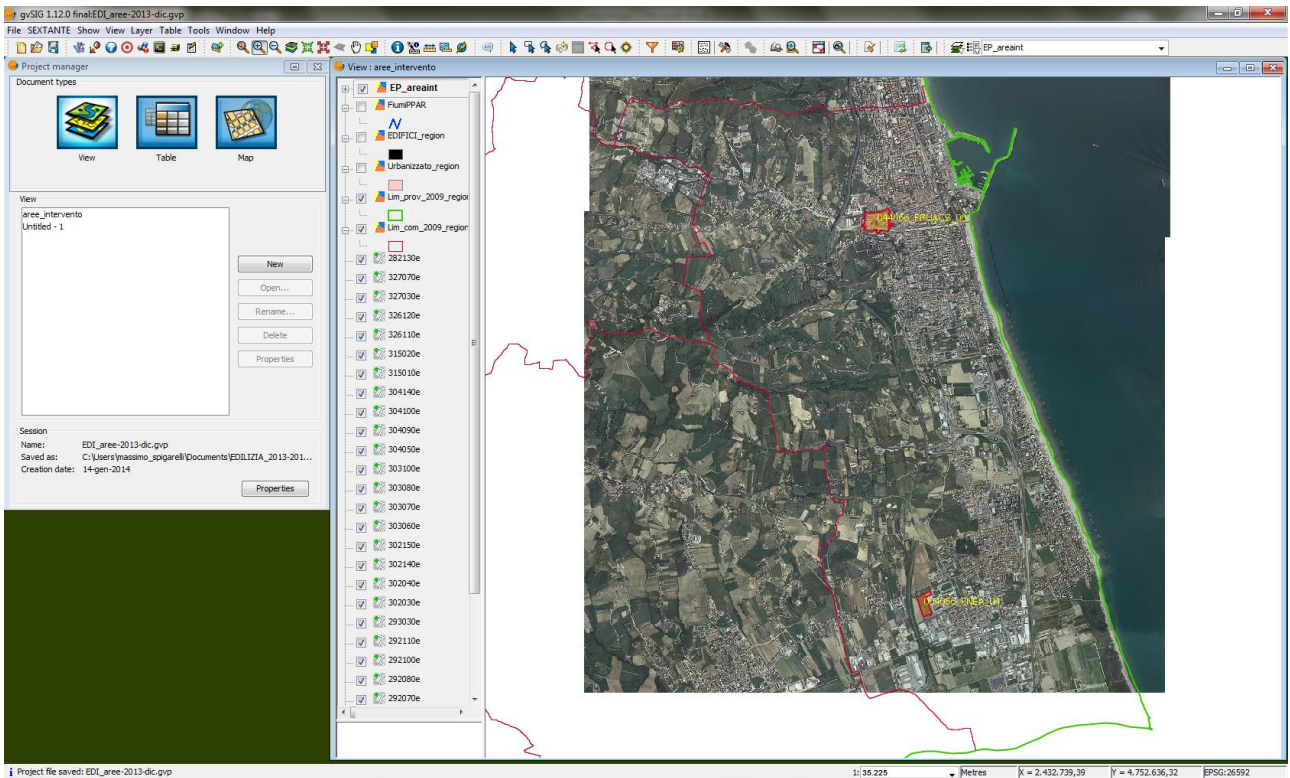 gvSIG 1.12.0 final:EDI_aree-2013-dic.gvp
File SEXTANTE Show View Layer Table Tools Window Help
EP_areaint
Project manager
Document types
View Table Map
View
aree_intervento
Untitled - 1
New
Open...
Rename...
Delete
Properties
Session
Name: EDI_aree-2013-dic.gvp
Saved as: C:\Users\massimo_spigarelli\Documents\EDILIZIA_2013-201...
Creation date: 14-gen-2014
Properties
View : aree_intervento
EP_areaint
FiumiPPAR
EDIFICI_region
Urbanizzato_region
Lim_prov_2009_region
Lim_com_2009_region
282130e
327070e
327030e
326120e
326110e
315020e
315010e
304140e
304100e
304090e
304050e
303100e
303080e
303070e
303060e
302150e
302140e
302040e
302030e
293030e
292110e
292100e
292080e
292070e
Project file saved: EDI_aree-2013-dic.gvp
1: 35.225
Metres
X = 2.432.739,39
Y = 4.752.636,32
EPSG:26592